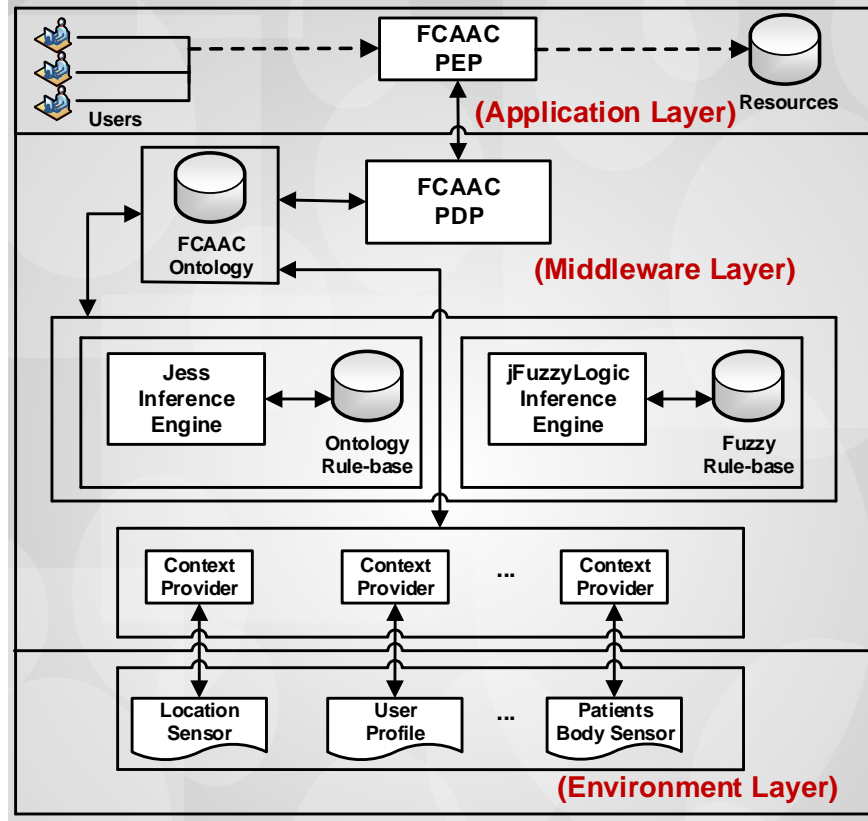 FCAAC
PEP
Users
Resources
(Application Layer)
FCAAC
PDP
FCAAC
Ontology
(Middleware Layer)
Jess
Inference
Engine
Ontology
Rule-base
jFuzzyLogic
Inference
Engine
Fuzzy
Rule-base
Context
Provider
Context
Provider
...
Context
Provider
Location
Sensor
User
Profile
...
Patients
Body Sensor
(Environment Layer)